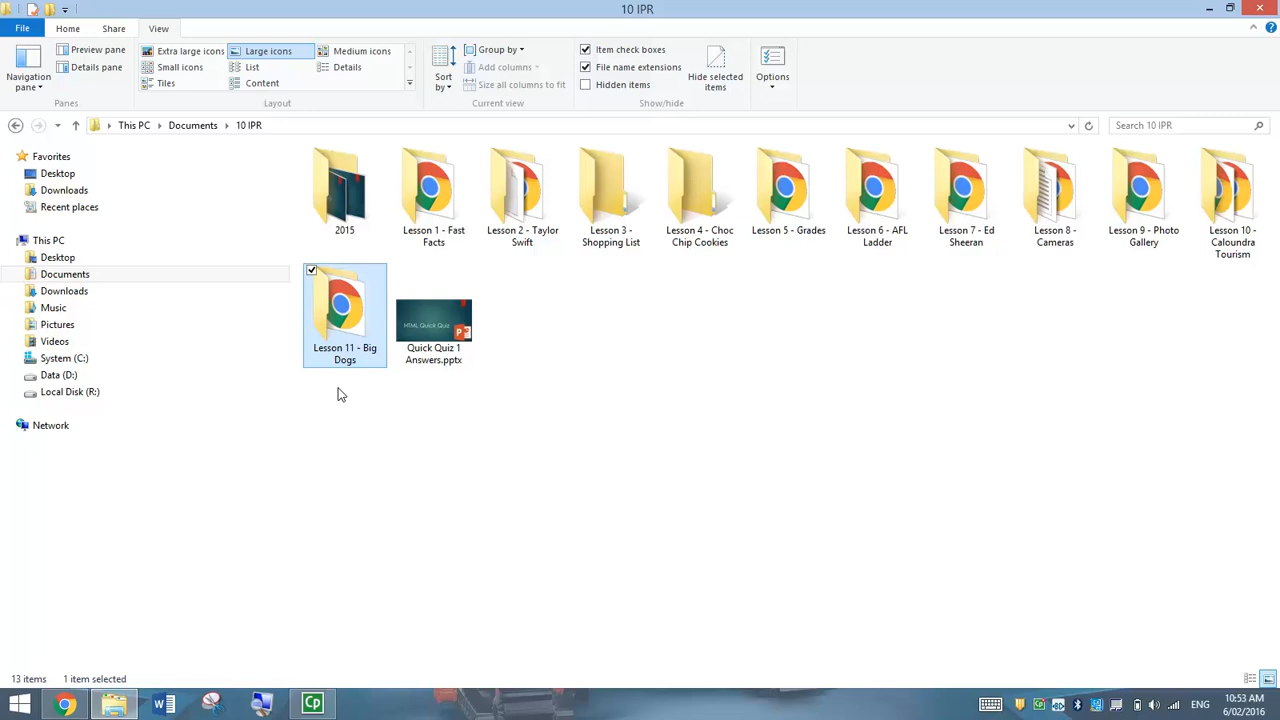 10 IPR
File Home Share View
Navigation pane
Preview pane
Details pane
Panes
Extra large icons Large icons Medium icons
Small icons List Details
Tiles Content
Layout
Sort by
Group by
Add columns
Size all columns to fit
Current view
Item check boxes
File name extensions
Hidden items
Hide selected items
Show/hide
Options
This PC Documents 10 IPR
Search 10 IPR
Favorites
Desktop
Downloads
Recent places
This PC
Desktop
Documents
Downloads
Music
Pictures
Videos
System (C:)
Data (D:)
Local Disk (R:)
Network
2015
Lesson 1 - Fast
Facts
Lesson 2 - Taylor
Swift
Lesson 3 -
Shopping List
Lesson 4 - Choc
Chip Cookies
Lesson 5 - Grades
Lesson 6 - AFL
Ladder
Lesson 7 - Ed
Sheeran
Lesson 8 -
Cameras
Lesson 9 - Photo
Gallery
Lesson 10 -
Caloundra
Tourism
Lesson 11 - Big
Dogs
HTML Quick Quiz
P
Quick Quiz 1
Answers.pptx
13 items 1 item selected
W
Cp
ENG
10:53 AM
6/02/2016